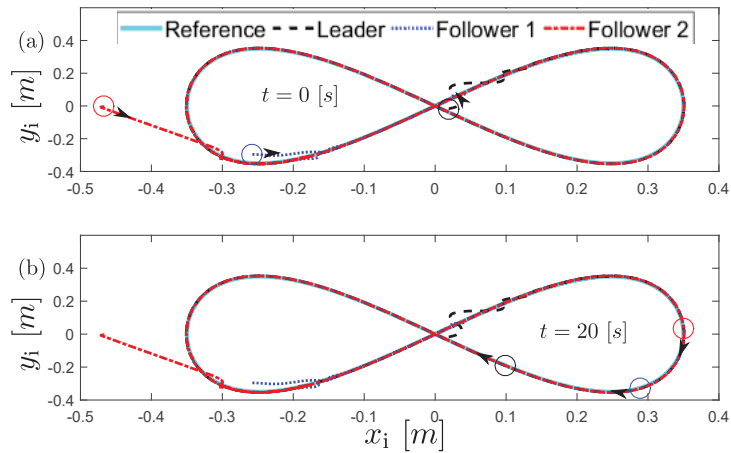 (a)
Reference Leader Follower 1 Follower 2
0.4
0.2
0
-0.2
-0.4
y_i [m]
t = 0 [s]
-0.5 -0.4 -0.3 -0.2 -0.1 0 0.1 0.2 0.3 0.4
(b)
0.4
0.2
0
-0.2
-0.4
y_i [m]
t = 20 [s]
-0.5 -0.4 -0.3 -0.2 -0.1 0 0.1 0.2 0.3 0.4
x_i [m]